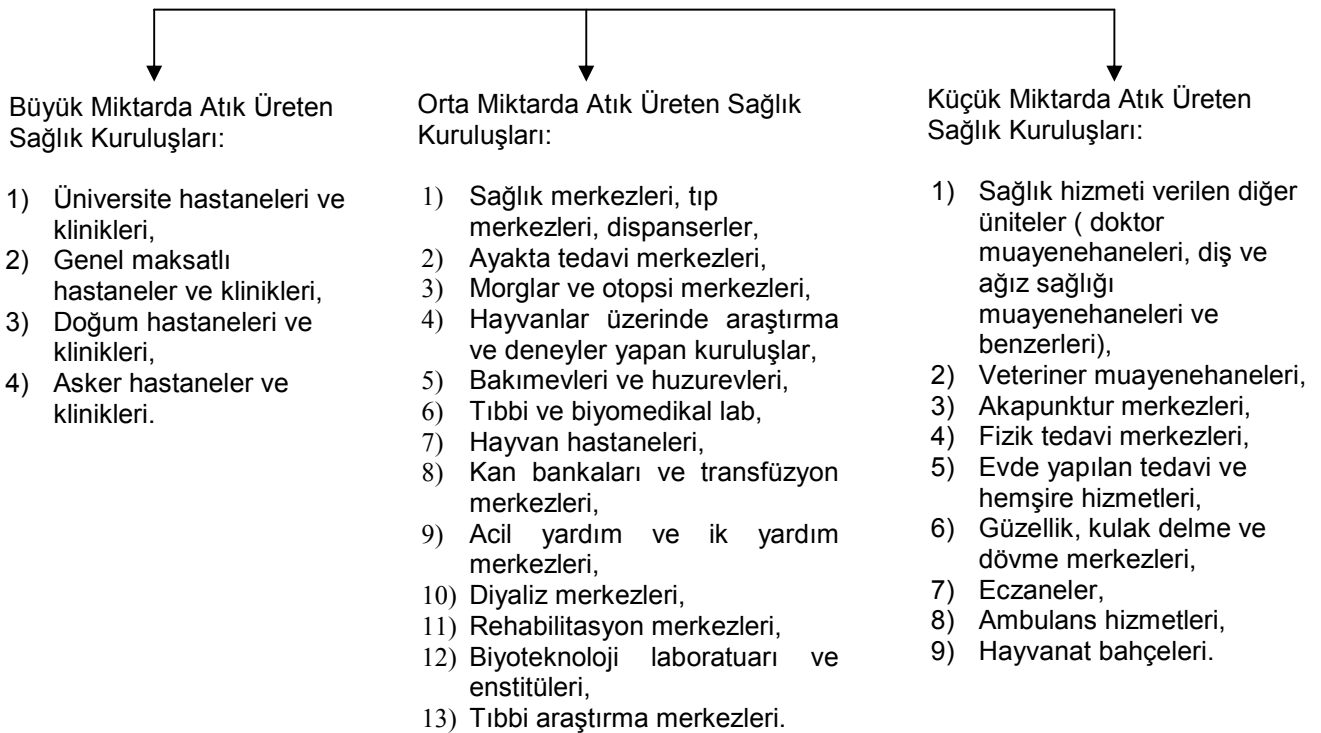 Büyük Miktarda Atık Üreten
Sağlık Kuruluşları:
1) Üniversite hastaneleri ve
klinikleri,
2) Genel maksatlı
hastaneler ve klinikleri,
3) Doğum hastaneleri ve
klinikleri,
4) Asker hastaneler ve
klinikleri.
Orta Miktarda Atık Üreten Sağlık
Kuruluşları:
1) Sağlık merkezleri, tıp
merkezleri, dispanserler,
2) Ayakta tedavi merkezleri,
3) Morglar ve otopsi merkezleri,
4) Hayvanlar üzerinde araştırma
ve deneyler yapan kuruluşlar,
5) Bakımevleri ve huzurevleri,
6) Tıbbi ve biyomedikal lab,
7) Hayvan hastaneleri,
8) Kan bankaları ve transfüzyon
merkezleri,
9) Acil yardım ve ik yardım
merkezleri,
10) Diyaliz merkezleri,
11) Rehabilitasyon merkezleri,
12) Biyoteknoloji laboratuarı ve
enstitüleri,
13) Tıbbi araştırma merkezleri.
Küçük Miktarda Atık Üreten
Sağlık Kuruluşları:
1) Sağlık hizmeti verilen diğer
üniteler ( doktor
muayenehaneleri, diş ve
ağız sağlığı
muayenehaneleri ve
benzerleri),
2) Veteriner muayenehaneleri,
3) Akapunktur merkezleri,
4) Fizik tedavi merkezleri,
5) Evde yapılan tedavi ve
hemşire hizmetleri,
6) Güzellik, kulak delme ve
dövme merkezleri,
7) Eczaneler,
8) Ambulans hizmetleri,
9) Hayvanat bahçeleri.